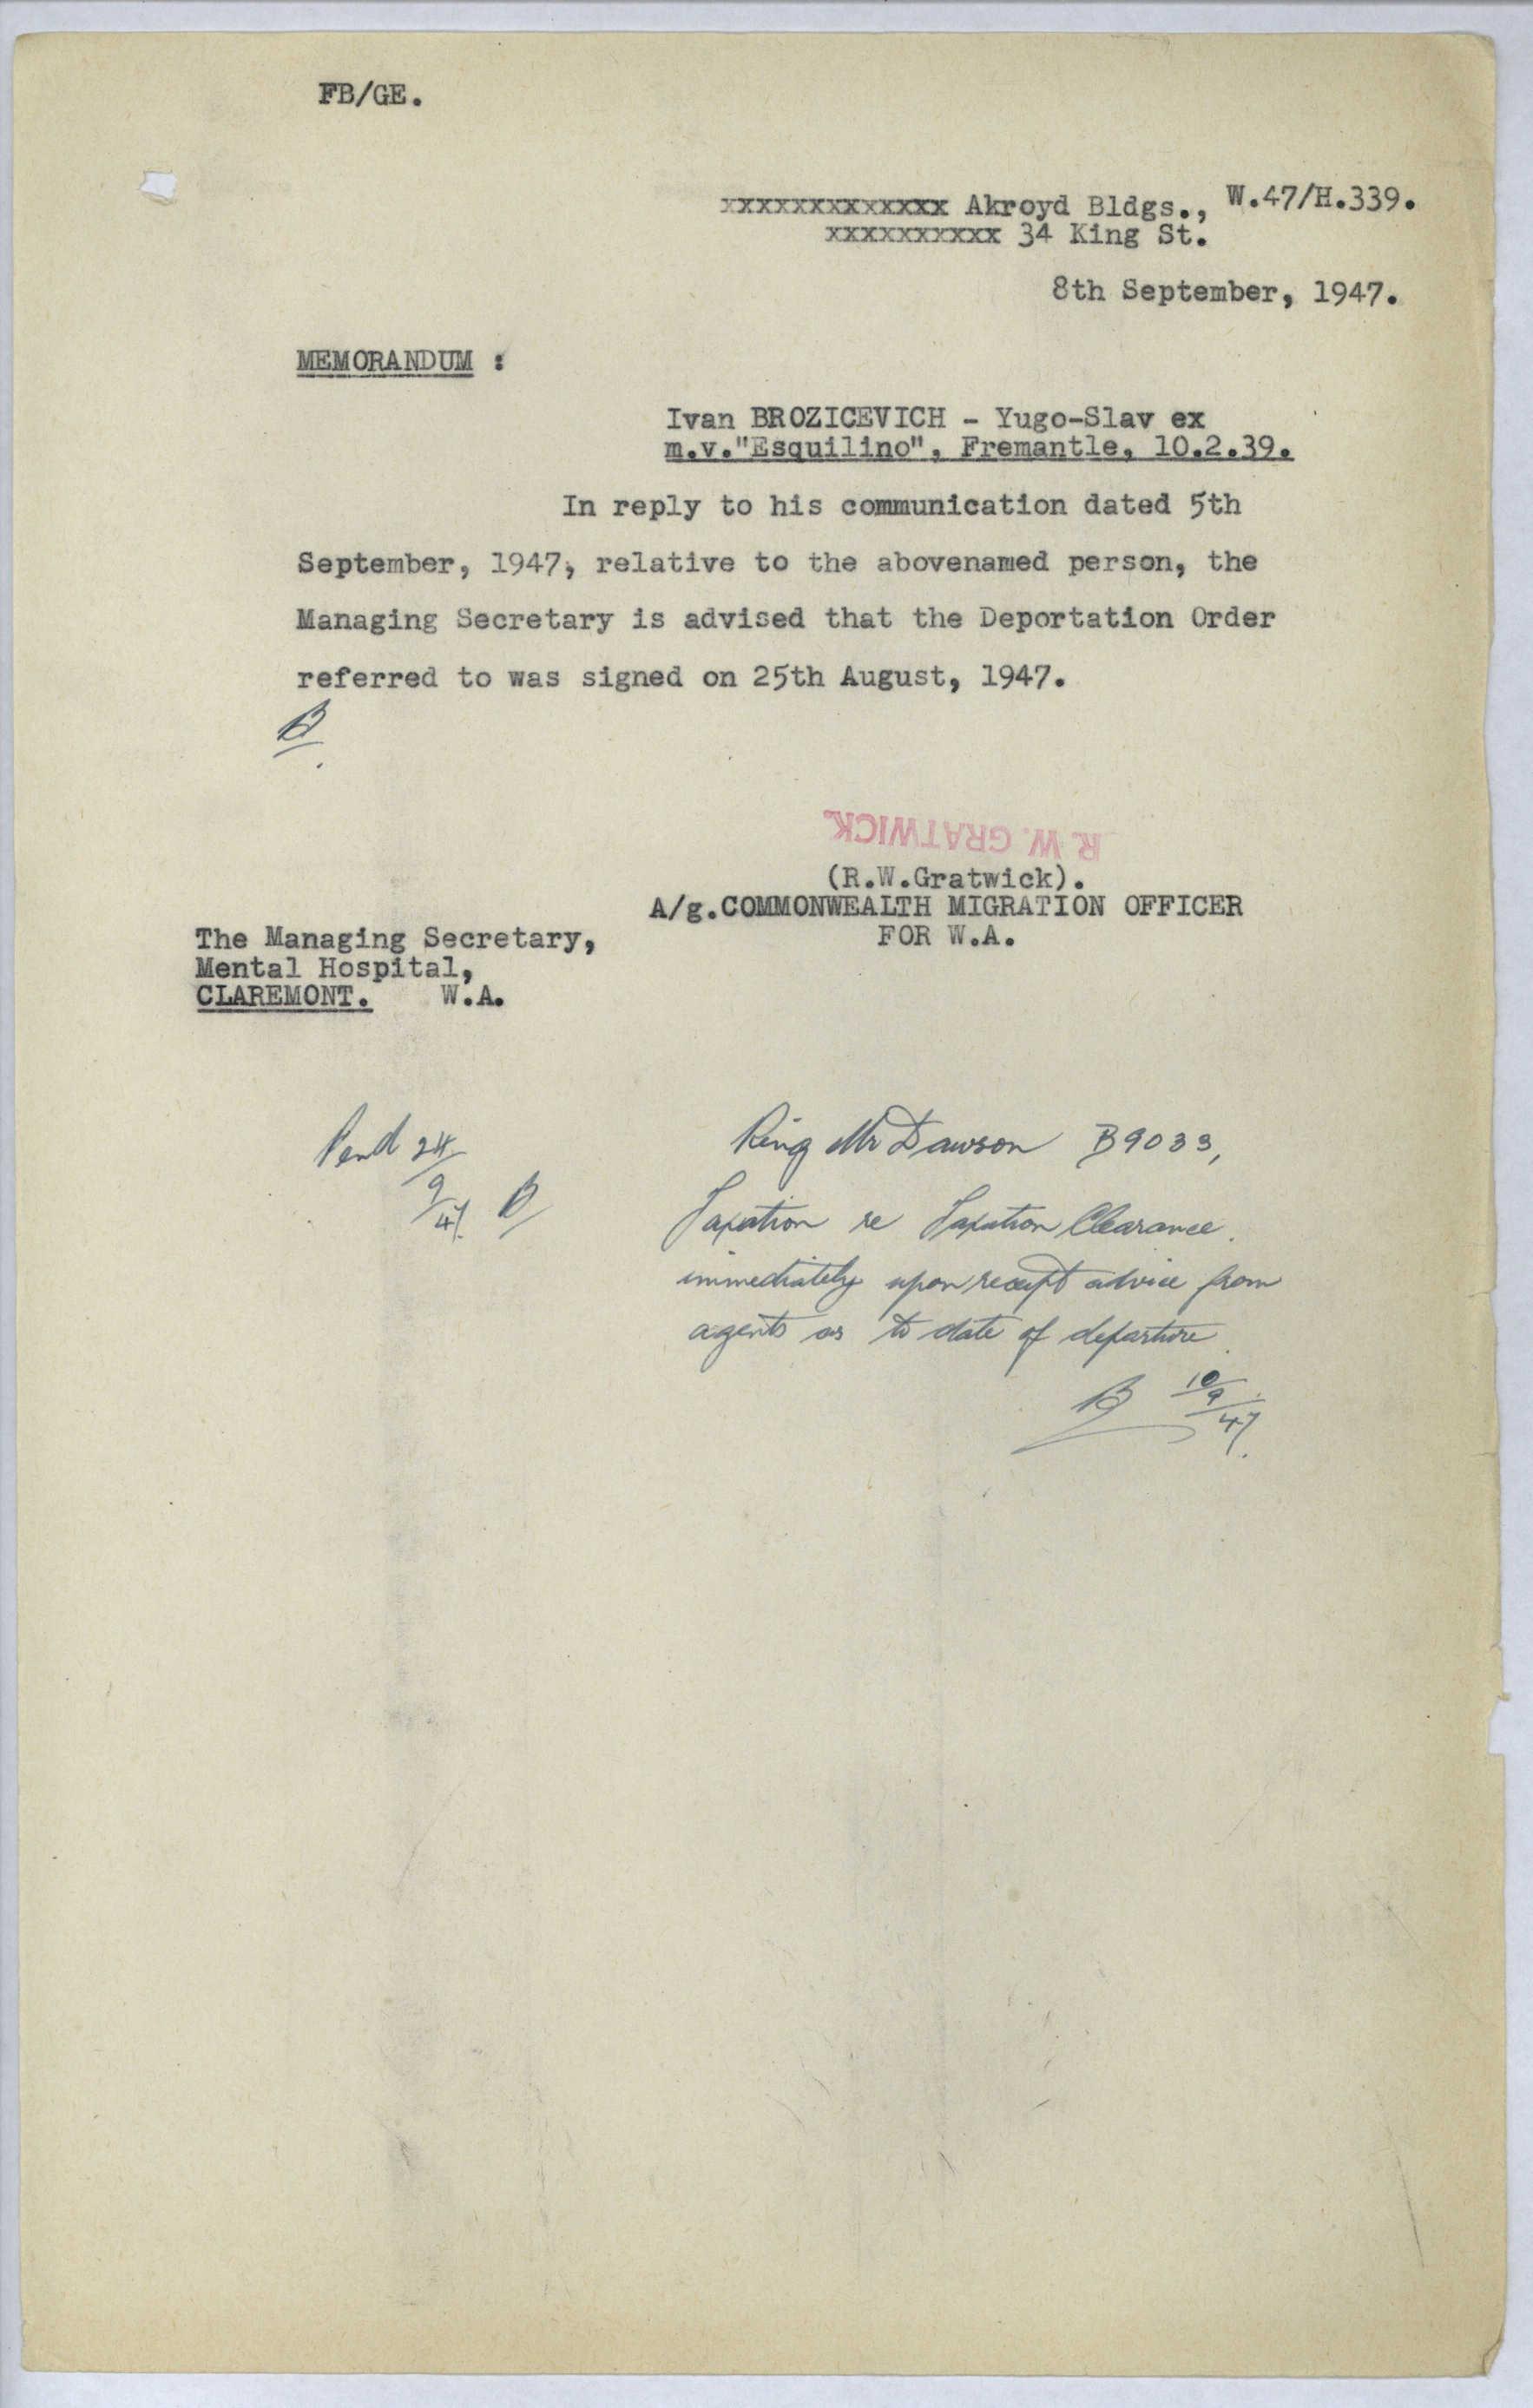 FB/GE.
xxxxxxxxxxxxx Akroyd Bldgs., W.47/H.339.
xxxxxxxxxx 34 King St.
8th September, 1947.
MEMORANDUM :
Ivan BROZICEVICH - Yugo-Slav ex
m.v."Esquilino", Fremantle, 10.2.39.
In reply to his communication dated 5th
September, 1947, relative to the abovenamed person, the
Managing Secretary is advised that the Deportation Order
referred to was signed on 25th August, 1947.
B
R. W. GRATWICK
(R.W.Gratwick).
A/g.COMMONWEALTH MIGRATION OFFICER
FOR W.A.
The Managing Secretary,
Mental Hospital,
CLAREMONT. W.A.
Pend 24/9/47. B
Ring Mr Dawson B9033,
Taxation re Taxation Clearance.
immediately upon receipt advice from
agents as to date of departure.
B 10/9/47.